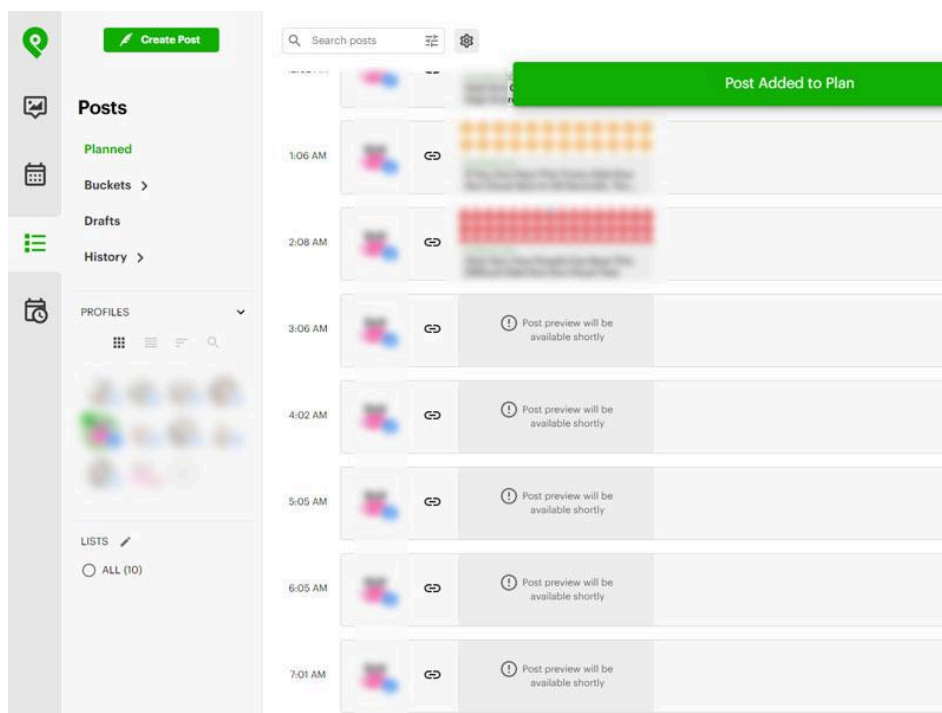 Create Post
Search posts
Post Added to Plan
Posts
Planned
1:06 AM
Buckets
Drafts
2:08 AM
History
PROFILES
3:06 AM
Post preview will be
available shortly
4:02 AM
Post preview will be
available shortly
5:05 AM
Post preview will be
available shortly
LISTS
ALL (10)
6:05 AM
Post preview will be
available shortly
7:01 AM
Post preview will be
available shortly